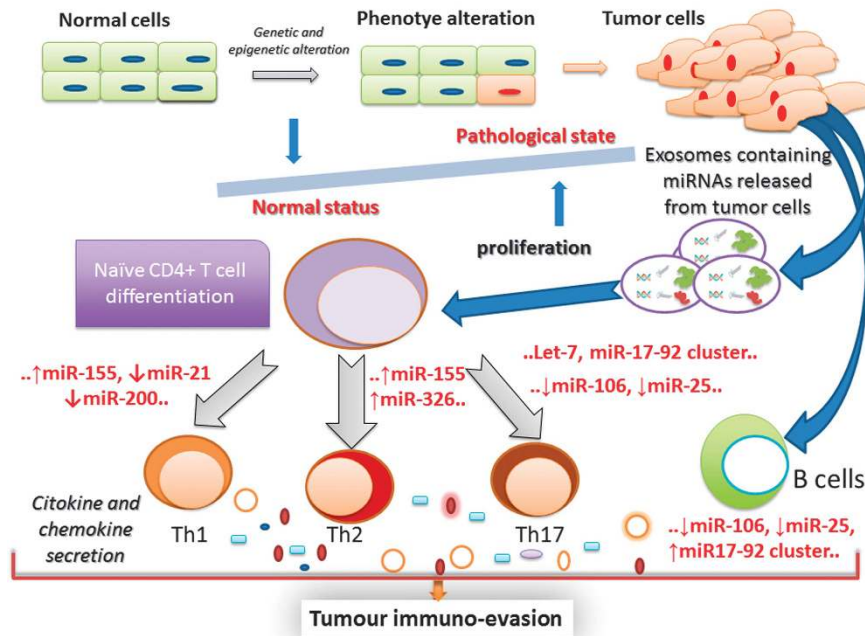 Normal cells
Genetic and
epigenetic alteration
Phenotye alteration
Tumor cells
Pathological state
Normal status
Exosomes containing
miRNAs released
from tumor cells
proliferation
Naïve CD4+ T cell
differentiation
..↑miR-155, ↓miR-21
↓miR-200..
..↑miR-155
↑miR-326..
..Let-7, miR-17-92 cluster..
..↓miR-106, ↓miR-25..
B cells
..↓miR-106, ↓miR-25,
↑miR17-92 cluster..
Citokine and
chemokine
secretion
Th1
Th2
Th17
Tumour immuno-evasion